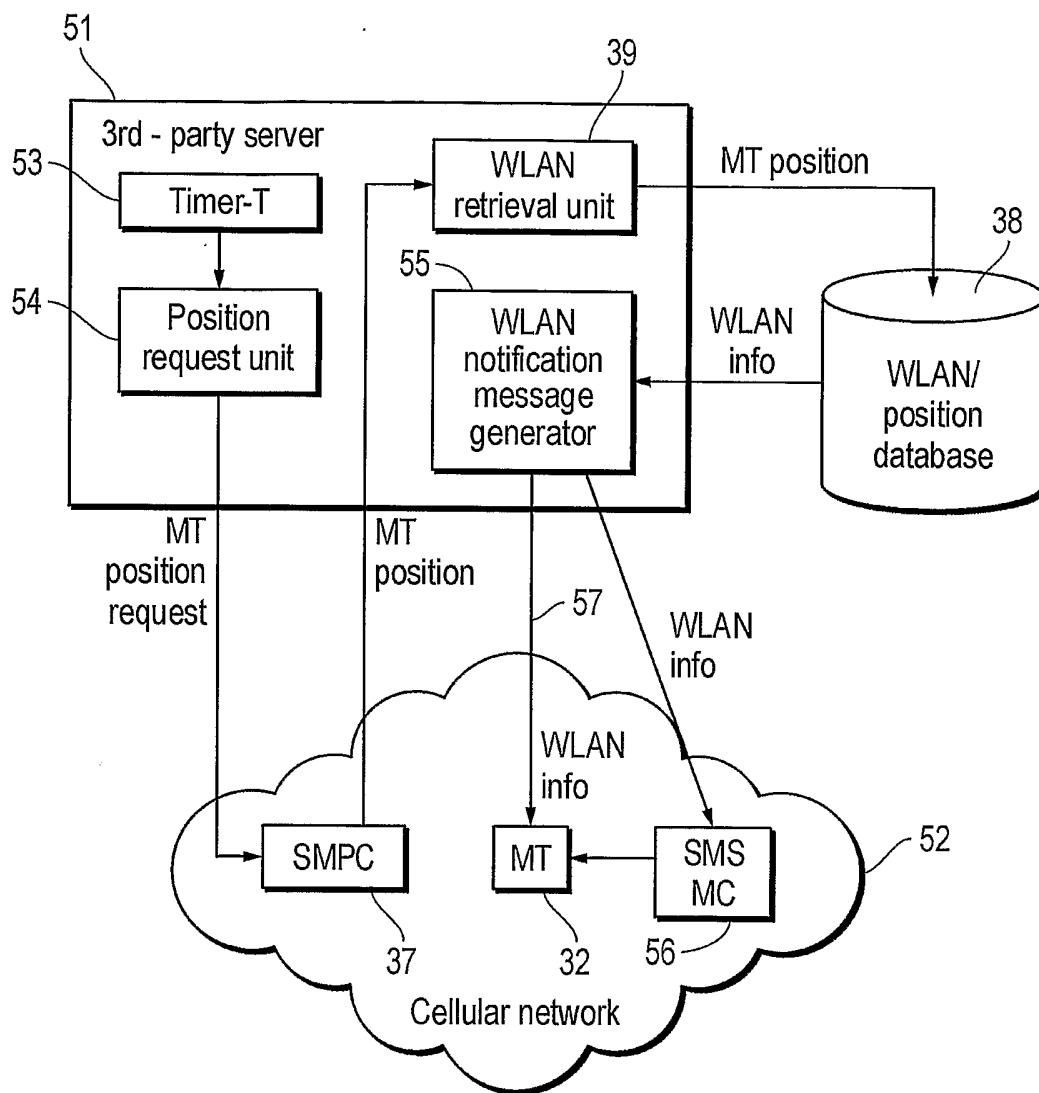 51
39
3rd - party server
53
Timer-T
WLAN
retrieval unit
MT position
38
54
Position
request unit
55
WLAN
notification
message
generator
WLAN
info
WLAN/
position
database
MT
position
request
MT
position
57
WLAN
info
WLAN
info
SMPC
MT
SMS
MC
52
37
32
56
Cellular network